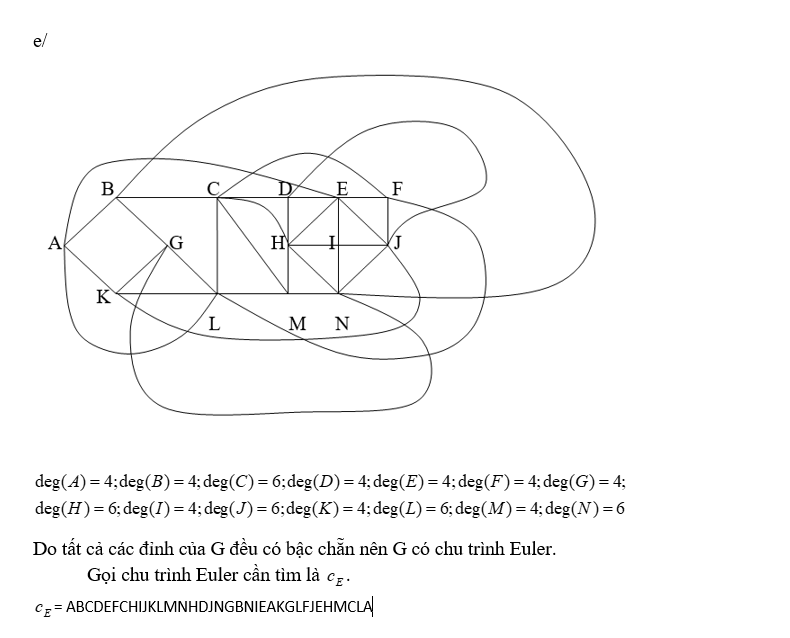 e/
B C D E F
A G H I J
K
L M N
deg(A) = 4; deg(B) = 4; deg(C) = 6; deg(D) = 4; deg(E) = 4; deg(F) = 4; deg(G) = 4;
deg(H) = 6; deg(I) = 4; deg(J) = 6; deg(K) = 4; deg(L) = 6; deg(M) = 4; deg(N) = 6
Do tất cả các đỉnh của G đều có bậc chẵn nên G có chu trình Euler.
Gọi chu trình Euler cần tìm là c_E.
c_E = ABCDEFCHIJKLMNHDJNGBNIEAKGLFJEHMCLA